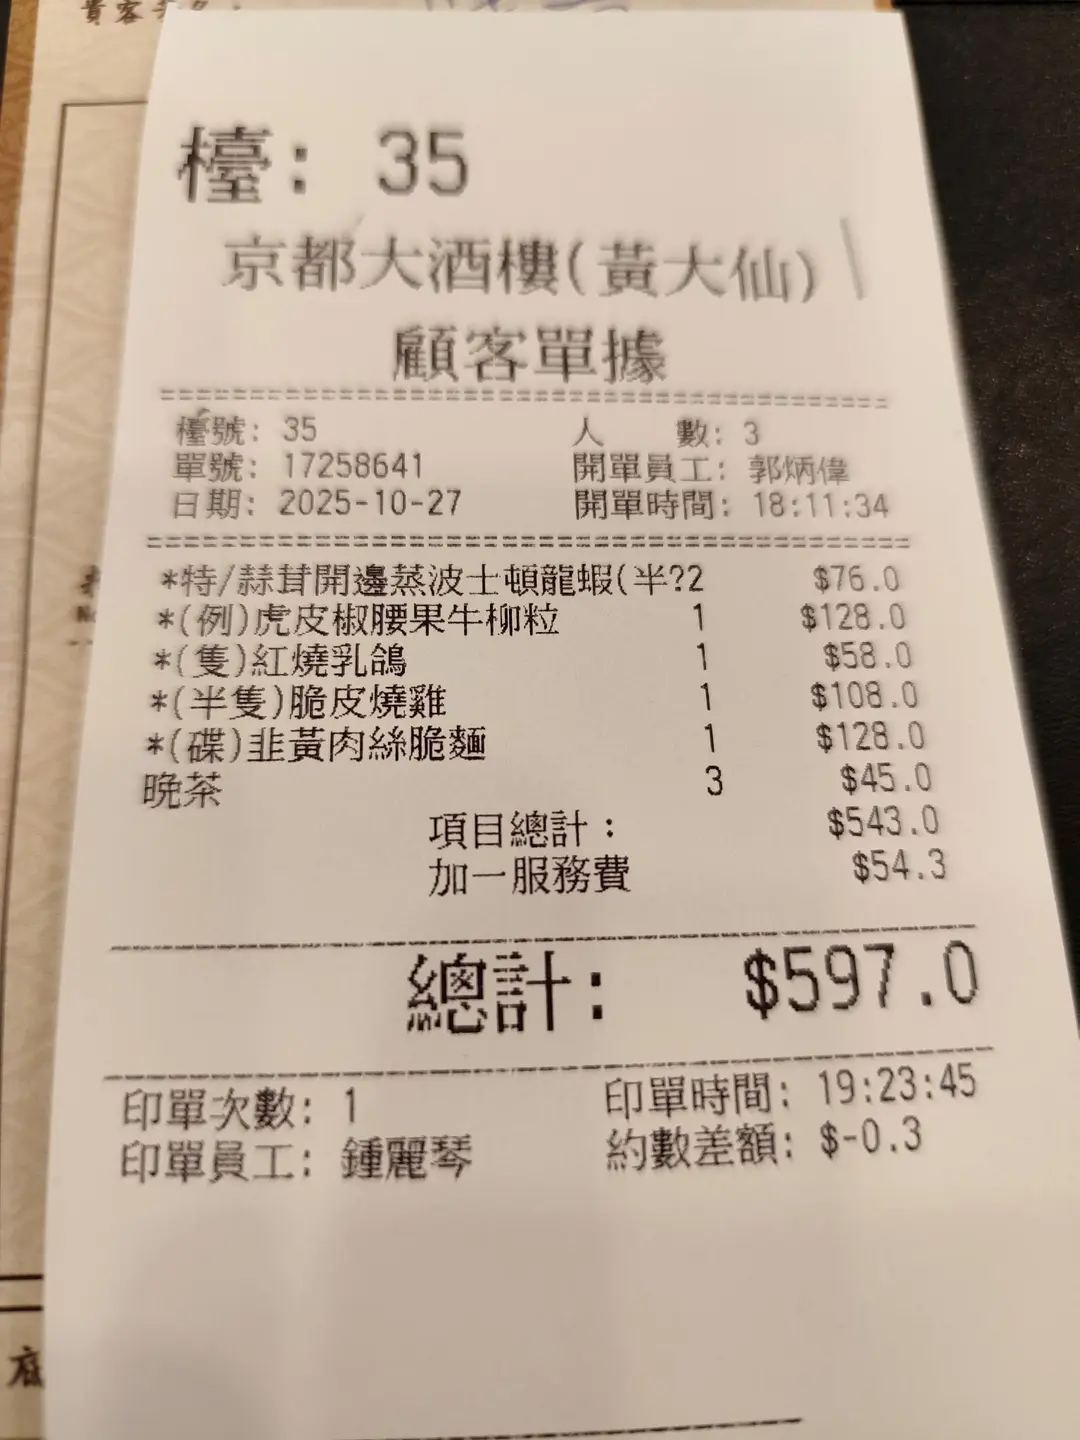 貴客
檯: 35
京都大酒樓(黃大仙)
顧客單據
檯號: 35 人 數: 3
單號: 17258641 開單員工: 郭炳偉
日期: 2025-10-27 開單時間: 18:11:34
*特/蒜茸開邊蒸波士頓龍蝦(半?2 $76.0
*(例)虎皮椒腰果牛柳粒 1 $128.0
*(隻)紅燒乳鴿 1 $58.0
*(半隻)脆皮燒雞 1 $108.0
*(碟)韭黃肉絲脆麵 1 $128.0
晚茶 3 $45.0
項目總計： $543.0
加一服務費 $54.3
總計: $597.0
印單次數: 1 印單時間: 19:23:45
印單員工: 鍾麗琴 約數差額: $-0.3